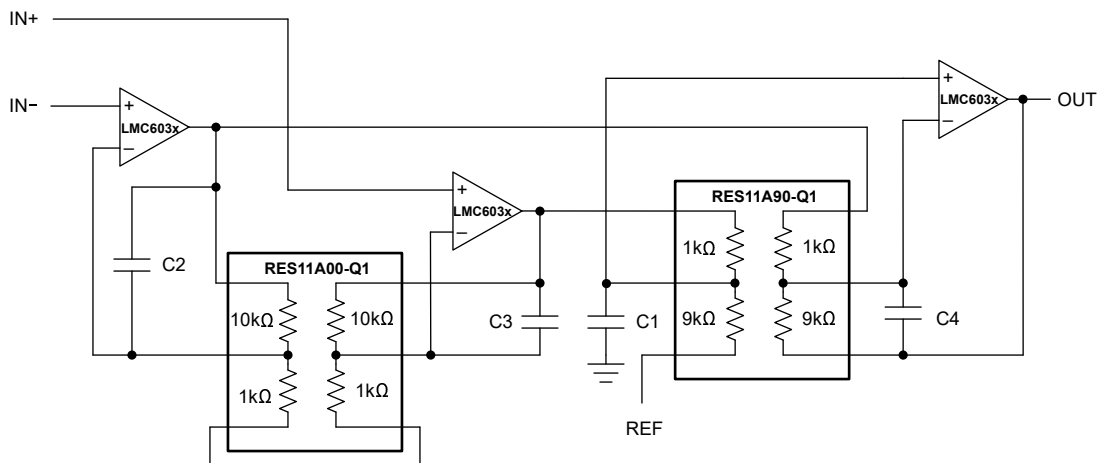 IN+
IN−
+
LMC603x
−
+
LMC603x
−
+
LMC603x
−
OUT
C2
RES11A00-Q1
10kΩ
10kΩ
1kΩ
1kΩ
C3
C1
RES11A90-Q1
1kΩ
1kΩ
9kΩ
9kΩ
C4
REF